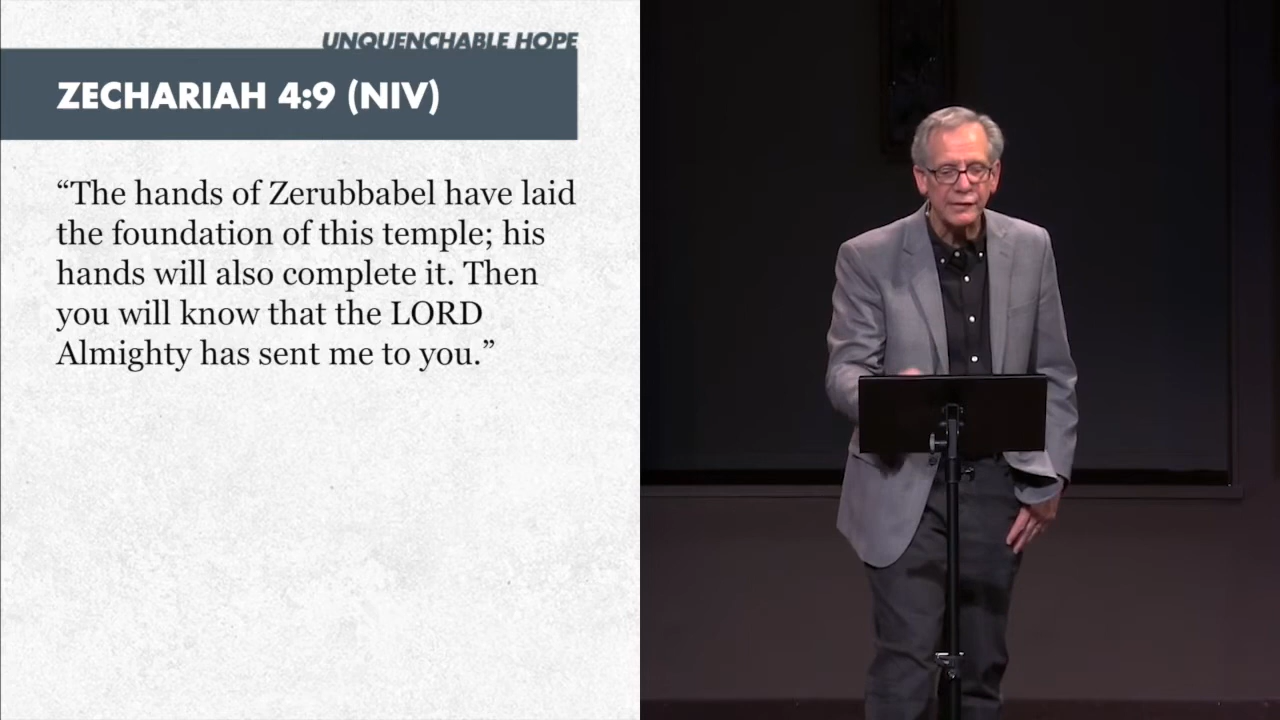 UNQUENCHABLE HOPE
ZECHARIAH 4:9 (NIV)
“The hands of Zerubbabel have laid
the foundation of this temple; his
hands will also complete it. Then
you will know that the LORD
Almighty has sent me to you.”